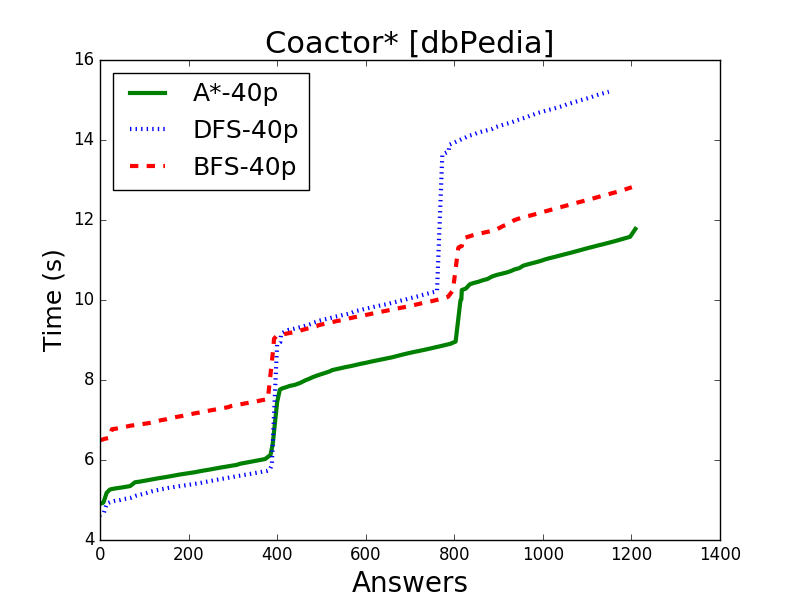 Coactor* [dbPedia]
A*-40p
DFS-40p
BFS-40p
Time (s)
16
14
12
10
8
6
4
0 200 400 600 800 1000 1200 1400
Answers